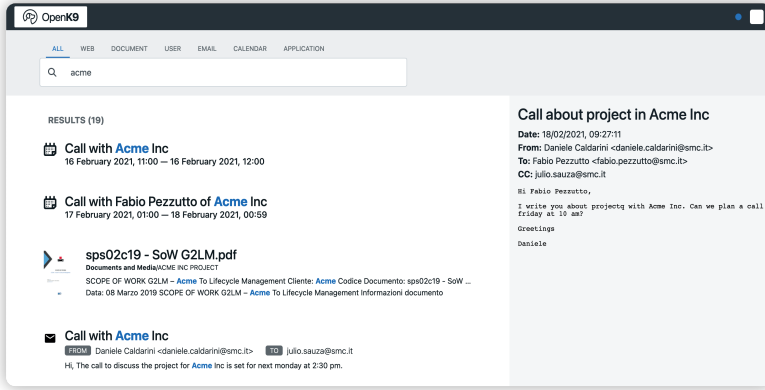 OpenK9
ALL WEB DOCUMENT USER EMAIL CALENDAR APPLICATION
acme
RESULTS (19)
Call with Acme Inc
16 February 2021, 11:00 — 16 February 2021, 12:00
Call with Fabio Pezzutto of Acme Inc
17 February 2021, 01:00 — 18 February 2021, 00:59
sps02c19 - SoW G2LM.pdf
Documents and Media/ACME INC PROJECT
SCOPE OF WORK G2LM – Acme To Lifecycle Management Cliente: Acme Codice Documento: sps02c19 - SoW ...
Data: 08 Marzo 2019 SCOPE OF WORK G2LM – Acme To Lifecycle Management Informazioni documento
Call with Acme Inc
FROM Daniele Caldarini <daniele.caldarini@smc.it> TO julio.sauza@smc.it
Hi, The call to discuss the project for Acme Inc is set for next monday at 2:30 pm.
Call about project in Acme Inc
Date: 18/02/2021, 09:27:11
From: Daniele Caldarini <daniele.caldarini@smc.it>
To: Fabio Pezzutto <fabio.pezzutto@smc.it>
CC: julio.sauza@smc.it
Hi Fabio Pezzutto,
I write you about projectq with Acme Inc. Can we plan a call
friday at 10 am?
Greetings
Daniele